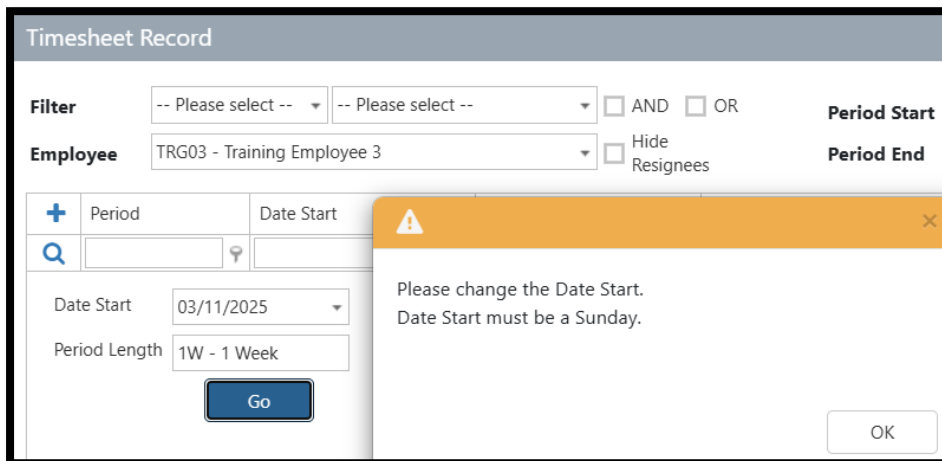 Timesheet Record
Filter -- Please select -- -- Please select -- AND OR Period Start
Employee TRG03 - Training Employee 3 Hide Resignees Period End
Period Date Start
Date Start 03/11/2025
Period Length 1W - 1 Week
Go
Please change the Date Start.
Date Start must be a Sunday.
OK